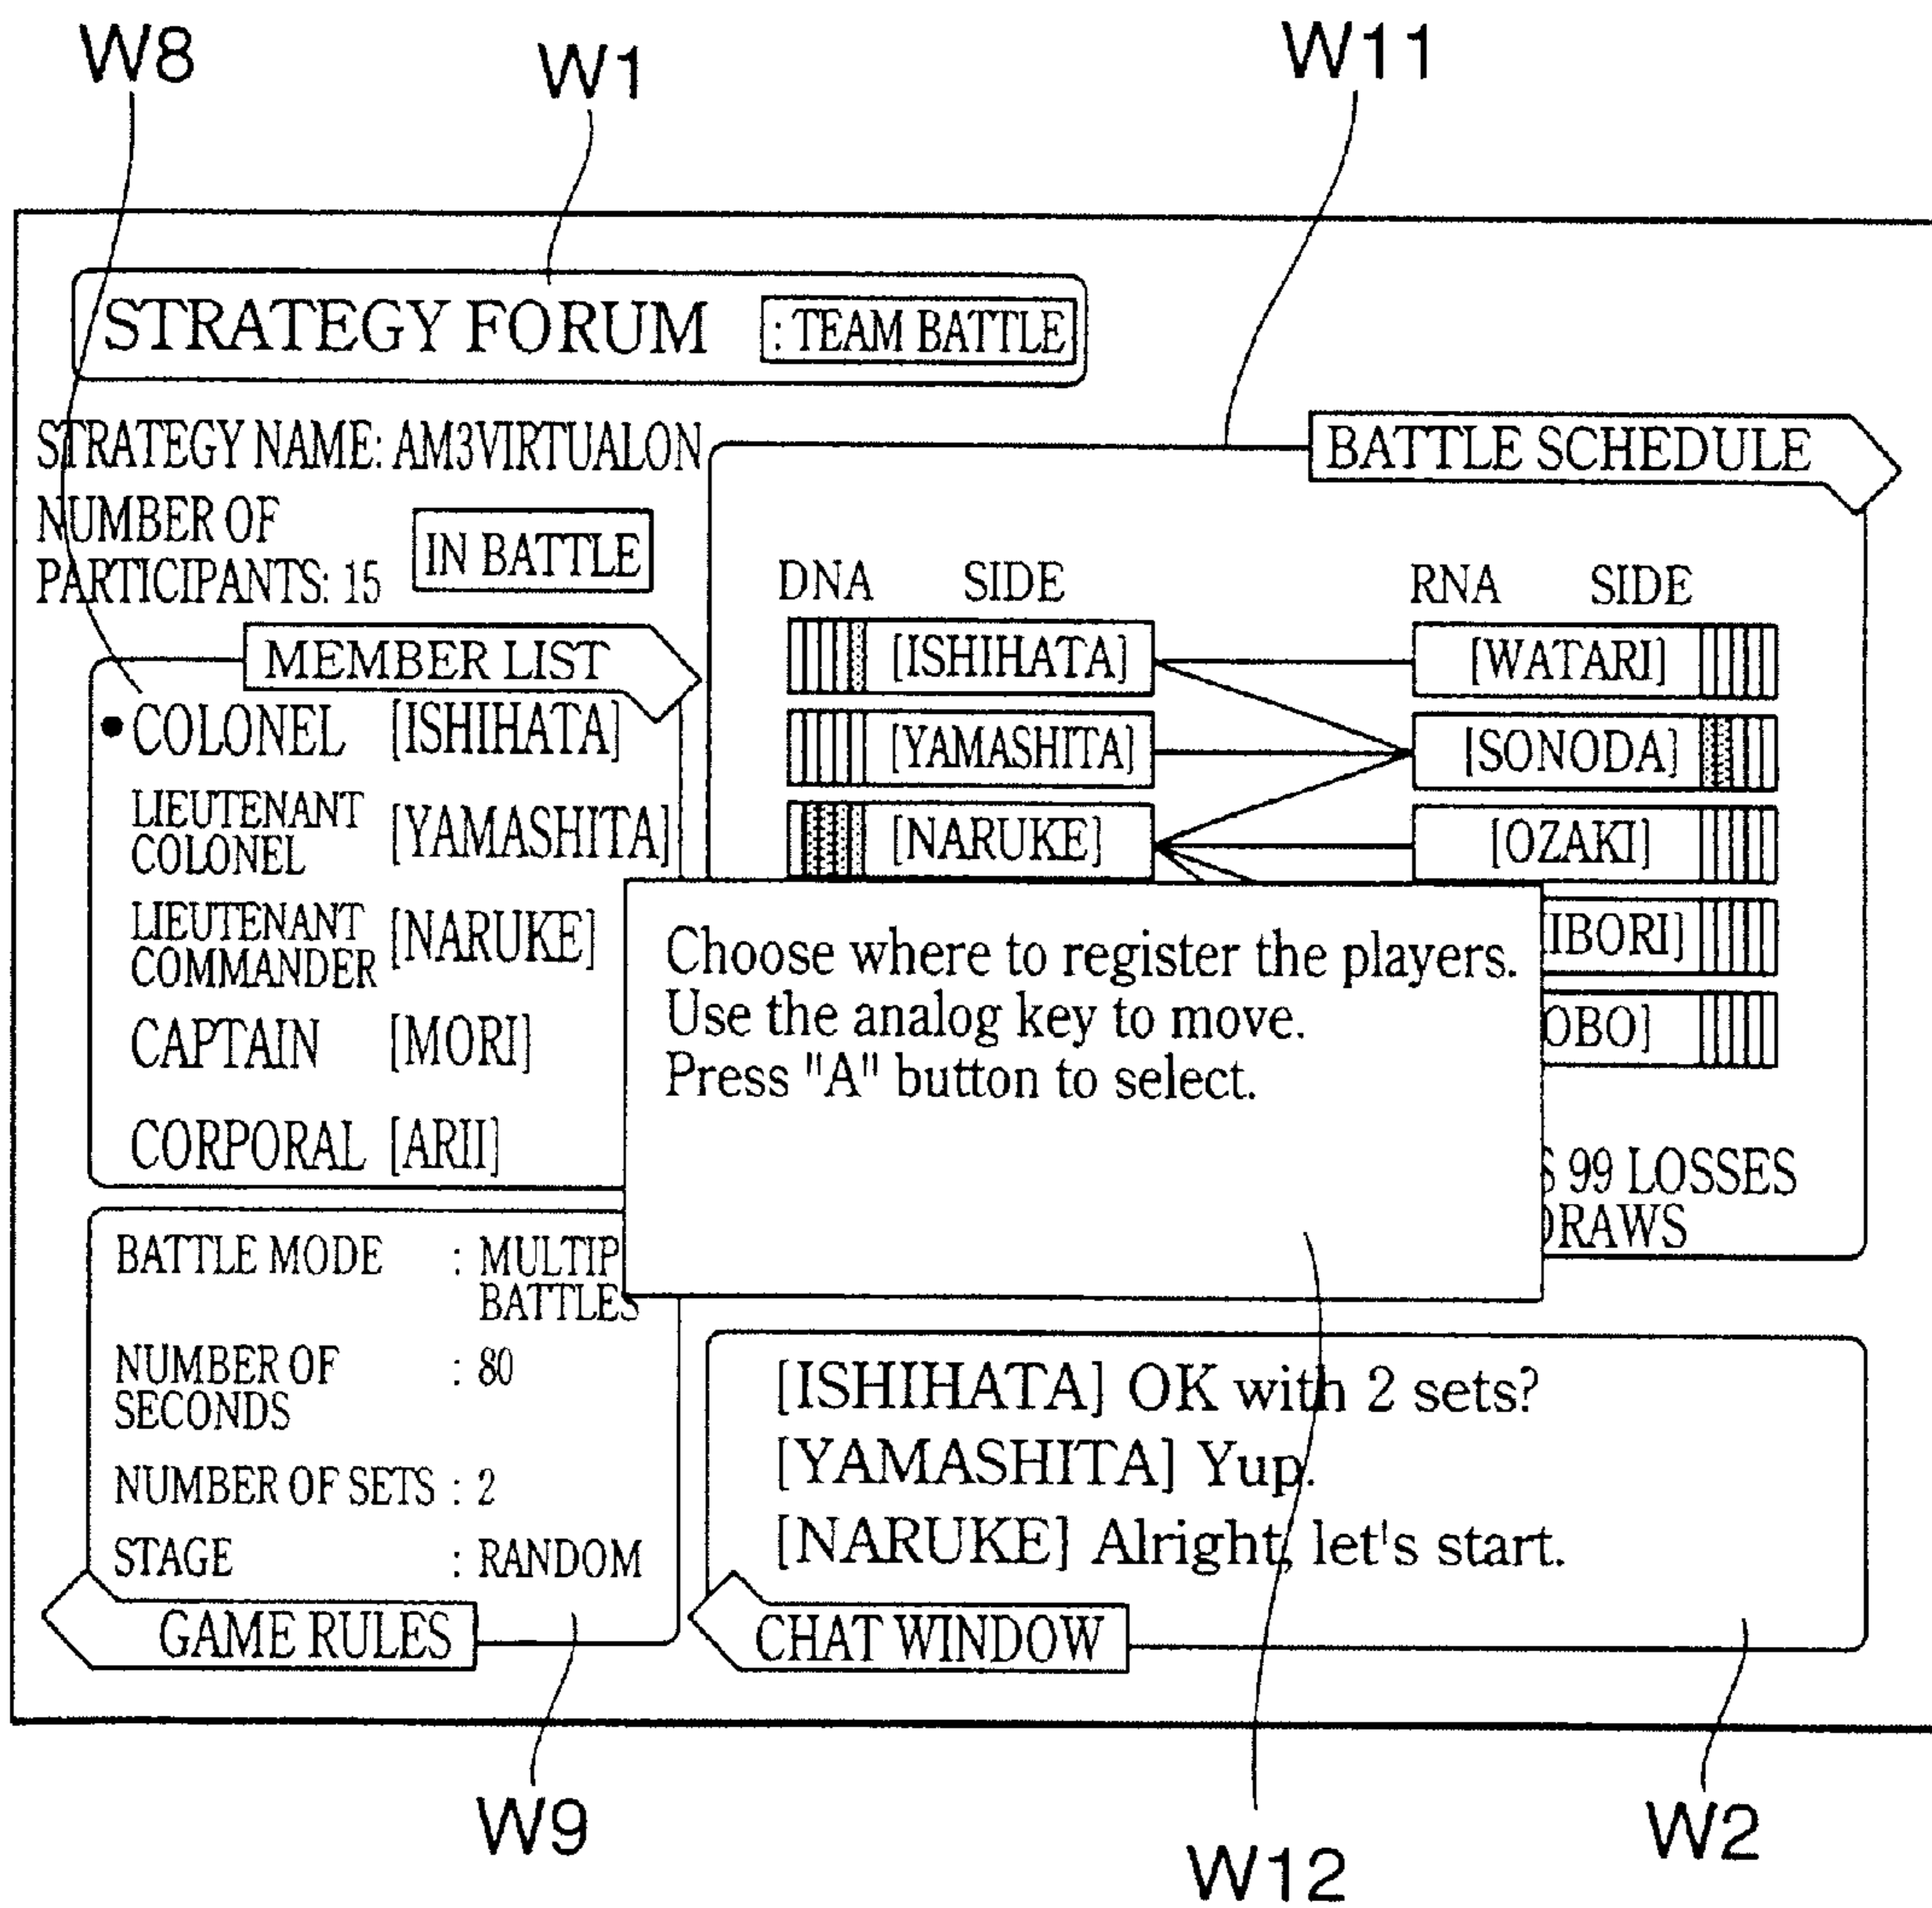 W8
W1
W11
STRATEGY FORUM : TEAM BATTLE
STRATEGY NAME: AM3VIRTUALON
NUMBER OF
PARTICIPANTS: 15
IN BATTLE
MEMBER LIST
• COLONEL [ISHIHATA]
LIEUTENANT
COLONEL [YAMASHITA]
LIEUTENANT
COMMANDER [NARUKE]
CAPTAIN [MORI]
CORPORAL [ARII]
BATTLE SCHEDULE
DNA SIDE RNA SIDE
[ISHIHATA] [WATARI]
[YAMASHITA] [SONODA]
[NARUKE] [OZAKI]
IBORI]
OBO]
S 99 LOSSES
DRAWS
Choose where to register the players.
Use the analog key to move.
Press "A" button to select.
BATTLE MODE : MULTIP
BATTLES
NUMBER OF
SECONDS : 80
NUMBER OF SETS : 2
STAGE : RANDOM
GAME RULES
[ISHIHATA] OK with 2 sets?
[YAMASHITA] Yup.
[NARUKE] Alright, let's start.
CHAT WINDOW
W9
W12
W2